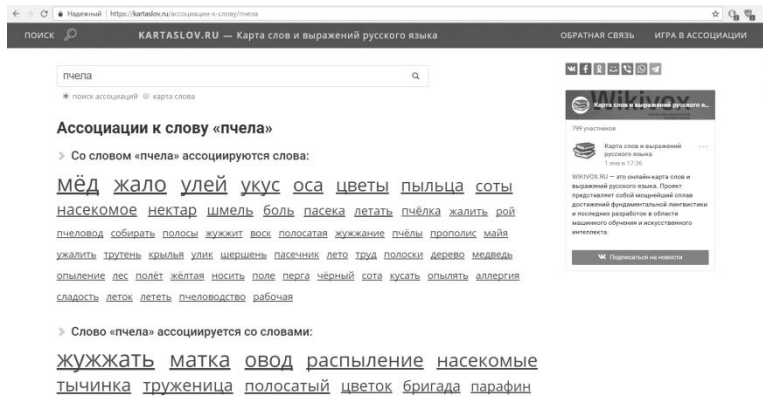 Надежный | https://kartaslov.ru/ассоциации-к-слову/пчела
ПОИСК KARTASLOV.RU — Карта слов и выражений русского языка ОБРАТНАЯ СВЯЗЬ ИГРА В АССОЦИАЦИИ
пчела
поиск ассоциаций карта слова
Ассоциации к слову «пчела»
Со словом «пчела» ассоциируются слова:
мёд жало улей укус оса цветы пыльца соты
насекомое нектар шмель боль пасека летать пчёлка жалить рой
пчеловод собирать полосы жужжит воск полосатая жужжание пчёлы прополис майя
ужалить трутень крылья улик шершень пасечник лето труд полоски дерево медведь
опыление лес полёт жёлтая носить поле перга чёрный сота кусать опылять аллергия
сладость леток лететь пчеловодство рабочая
Слово «пчела» ассоциируется со словами:
жужжать матка овод распыление насекомые
тычинка труженица полосатый цветок бригада парафин
Wikivox
Карта слов и выражений русского я...
799 участников
Карта слов и выражений
русского языка
1 янв в 17:36
WIKIVOX.RU — это онлайн-карта слов и
выражений русского языка. Проект
представляет собой мощнейший сплав
достижений фундаментальной лингвистики
и последних разработок в области
машинного обучения и искусственного
интеллекта.
Подписаться на новости